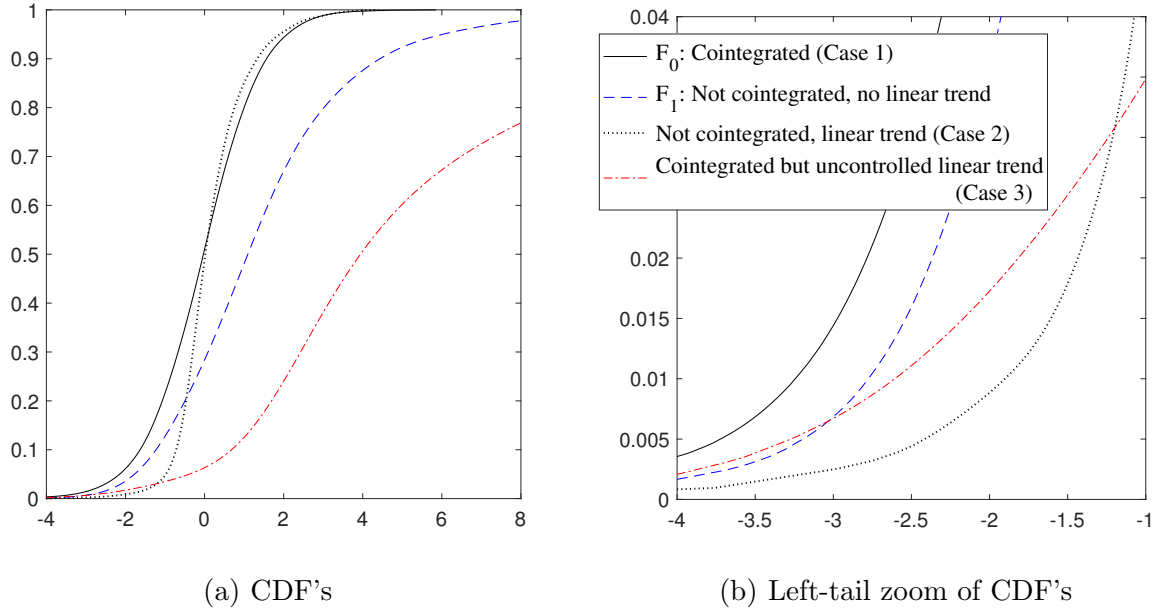 1
0.9
0.8
0.7
0.6
0.5
0.4
0.3
0.2
0.1
0
-4 -2 0 2 4 6 8
(a) CDF's
0.04
F0: Cointegrated (Case 1)
F1: Not cointegrated, no linear trend
Not cointegrated, linear trend (Case 2)
Cointegrated but uncontrolled linear trend
(Case 3)
0.02
0.015
0.01
0.005
0
-4 -3.5 -3 -2.5 -2 -1.5 -1
(b) Left-tail zoom of CDF's